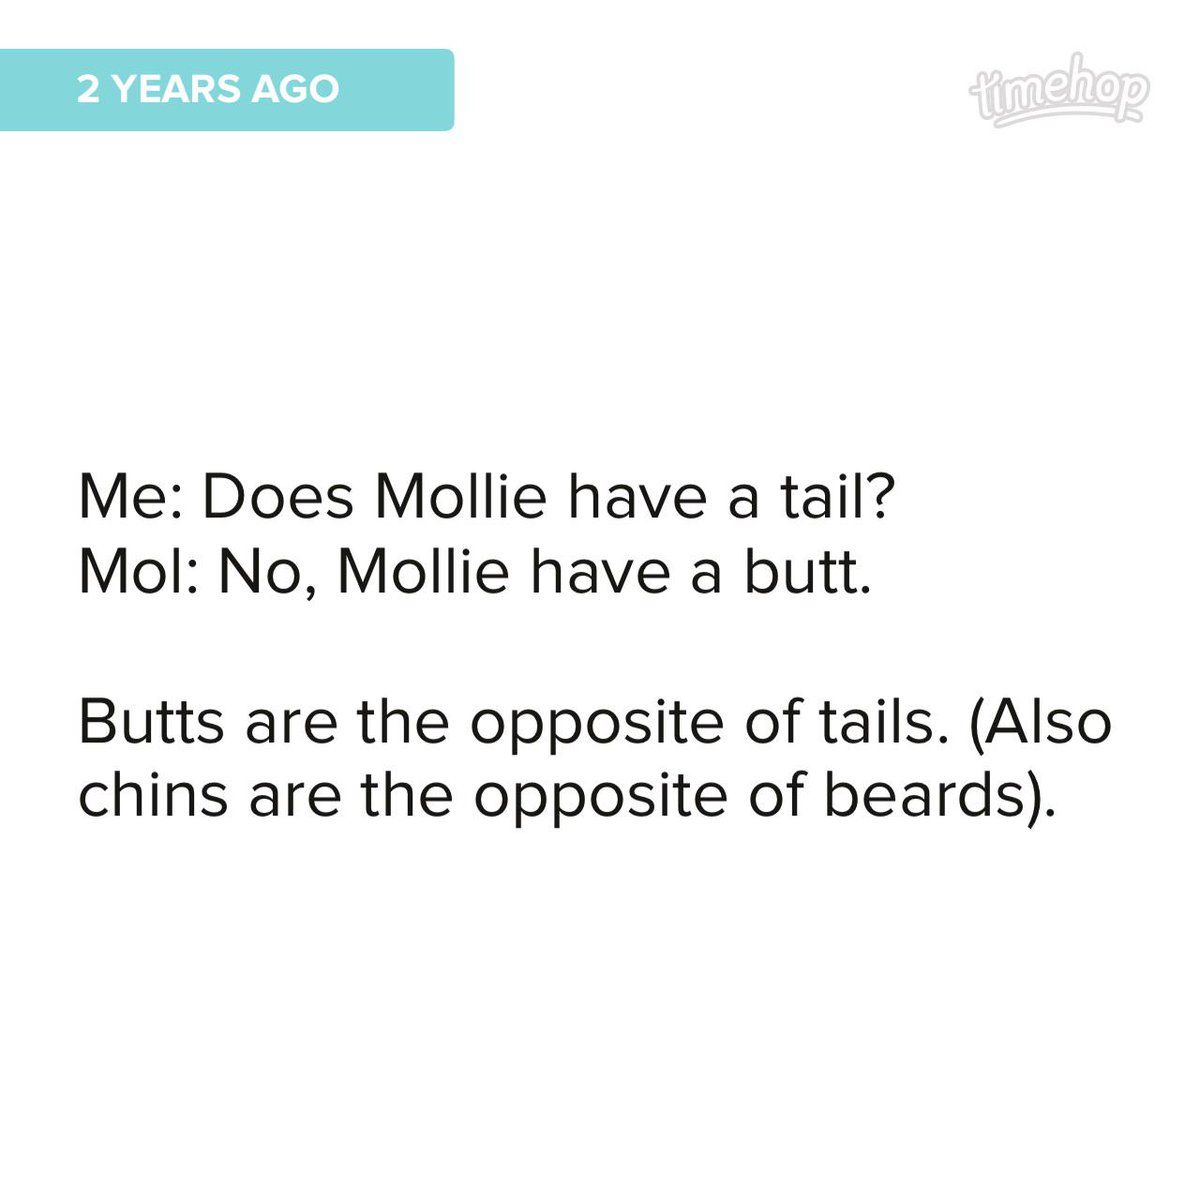 2 YEARS AGO
timehop
Me: Does Mollie have a tail?
Mol: No, Mollie have a butt.
Butts are the opposite of tails. (Also
chins are the opposite of beards).